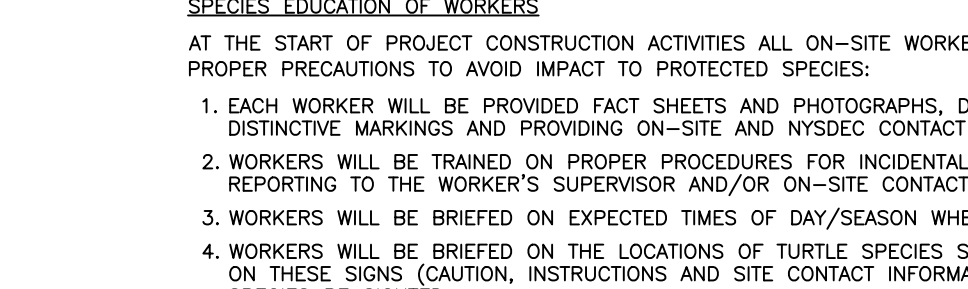 SPECIES EDUCATION OF WORKERS
AT THE START OF PROJECT CONSTRUCTION ACTIVITIES ALL ON-SITE
PROPER PRECAUTIONS TO AVOID IMPACT TO PROTECTED SPECIES:
1. EACH WORKER WILL BE PROVIDED FACT SHEETS AND PHOTOGRAPHS,
DISTINCTIVE MARKINGS AND PROVIDING ON-SITE AND NYSDEC CONTACT
2. WORKERS WILL BE TRAINED ON PROPER PROCEDURES FOR INCIDENTAL
REPORTING TO THE WORKER'S SUPERVISOR AND/OR ON-SITE CONTACT
3. WORKERS WILL BE BRIEFED ON EXPECTED TIMES OF DAY/SEASON
4. WORKERS WILL BE BRIEFED ON THE LOCATIONS OF TURTLE SPECIES
ON THESE SIGNS (CAUTION, INSTRUCTIONS AND SITE CONTACT